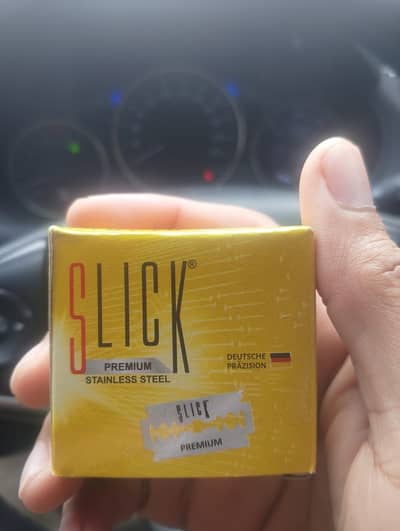 SLICK®
PREMIUM
STAINLESS STEEL
DEUTSCHE
PRÄZISION
SLICK
PREMIUM